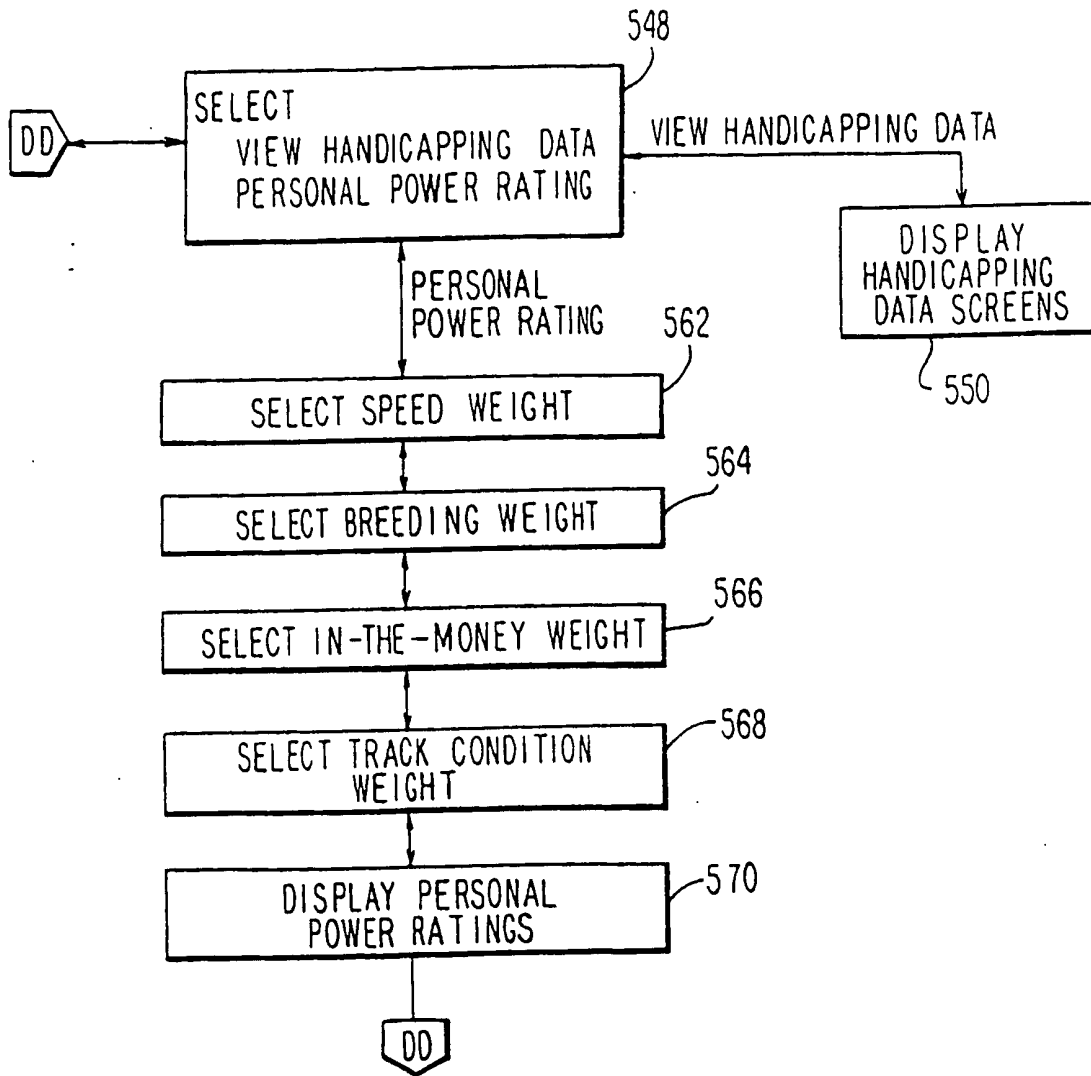 548
SELECT
VIEW HANDICAPPING DATA
PERSONAL POWER RATING
DD
VIEW HANDICAPPING DATA
DISPLAY
HANDICAPPING
DATA SCREENS
550
PERSONAL
POWER RATING
562
SELECT SPEED WEIGHT
564
SELECT BREEDING WEIGHT
566
SELECT IN-THE-MONEY WEIGHT
568
SELECT TRACK CONDITION
WEIGHT
570
DISPLAY PERSONAL
POWER RATINGS
DD